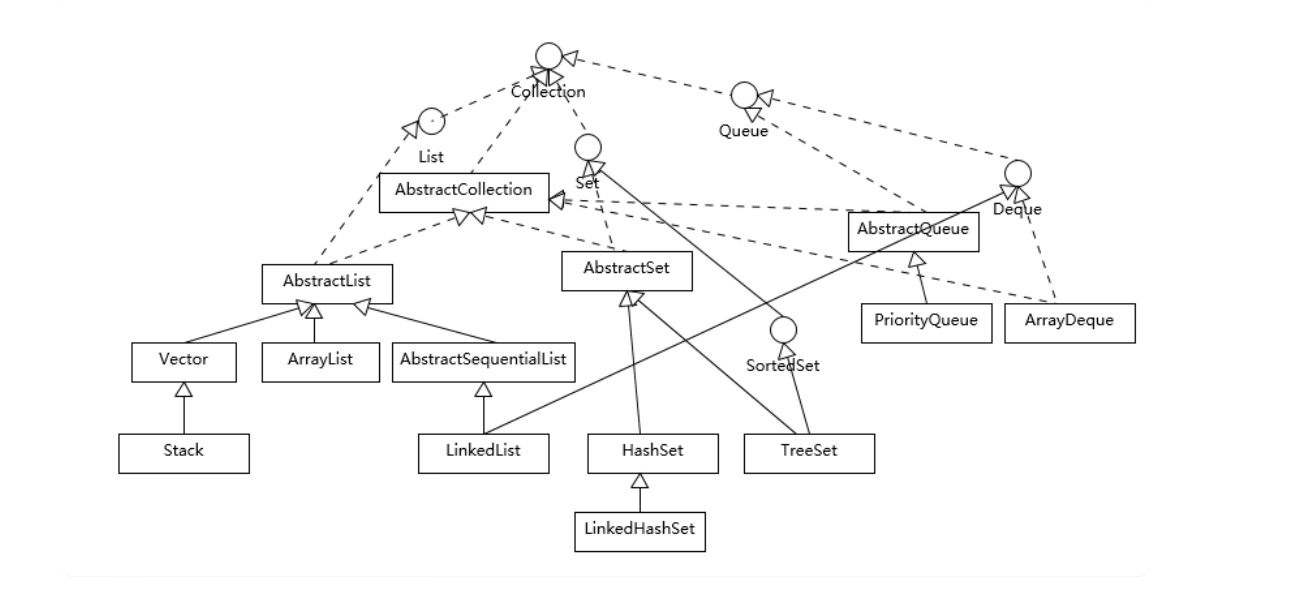 Collection
Queue
List
Set
AbstractCollection
Deque
AbstractQueue
AbstractList
AbstractSet
PriorityQueue
ArrayDeque
Vector
ArrayList
AbstractSequentialList
SortedSet
Stack
LinkedList
HashSet
TreeSet
LinkedHashSet